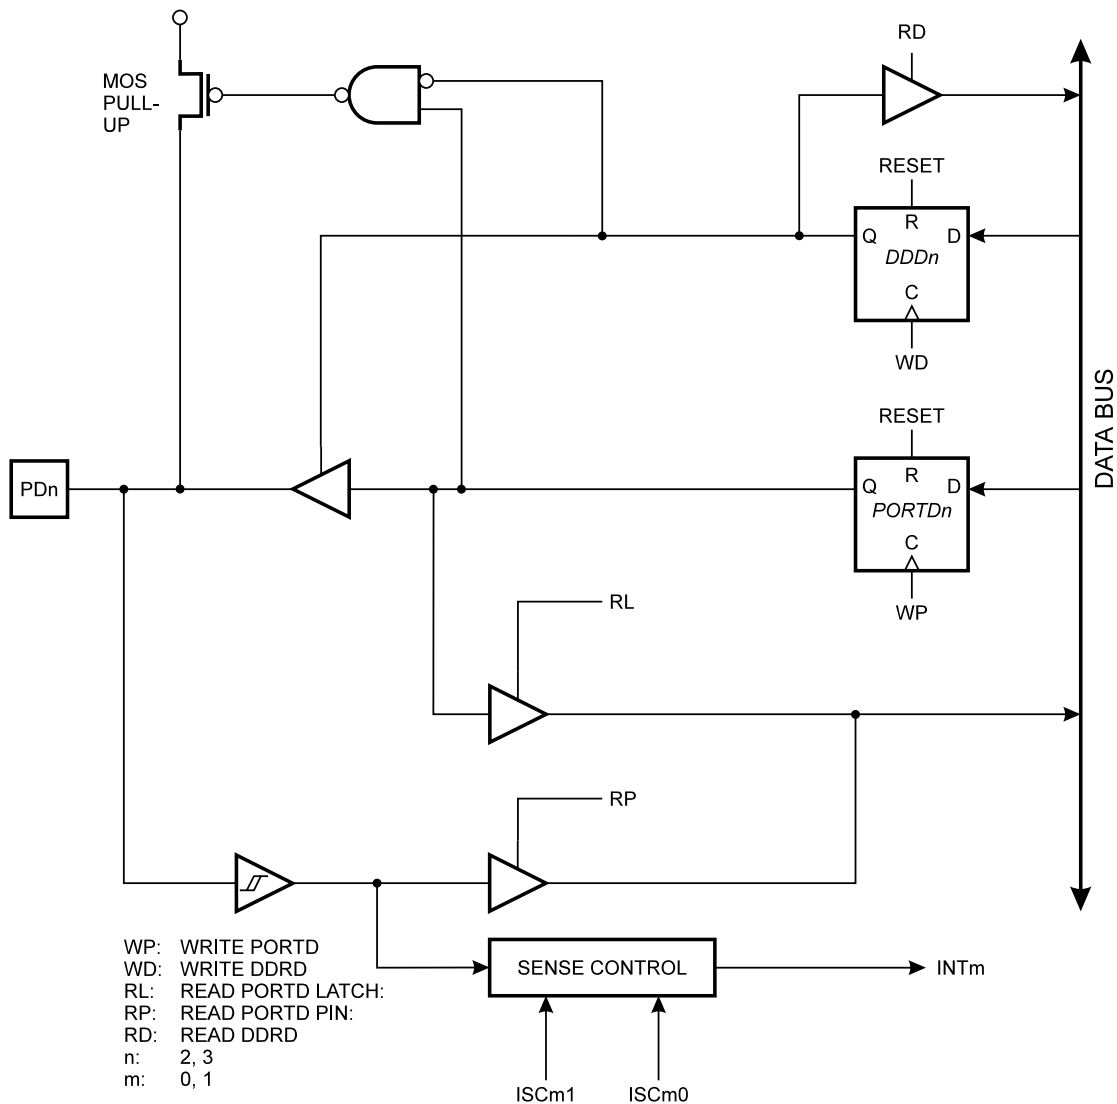 RD
MOS
PULL-
UP
RESET
R
Q
D
DDDn
C
WD
DATA BUS
RESET
R
PDn
Q
D
PORTDn
C
WP
RL
RP
WP: WRITE PORTD
WD: WRITE DDRD
RL: READ PORTD LATCH:
RP: READ PORTD PIN:
RD: READ DDRD
n: 2, 3
m: 0, 1
SENSE CONTROL
INTm
ISCm1
ISCm0